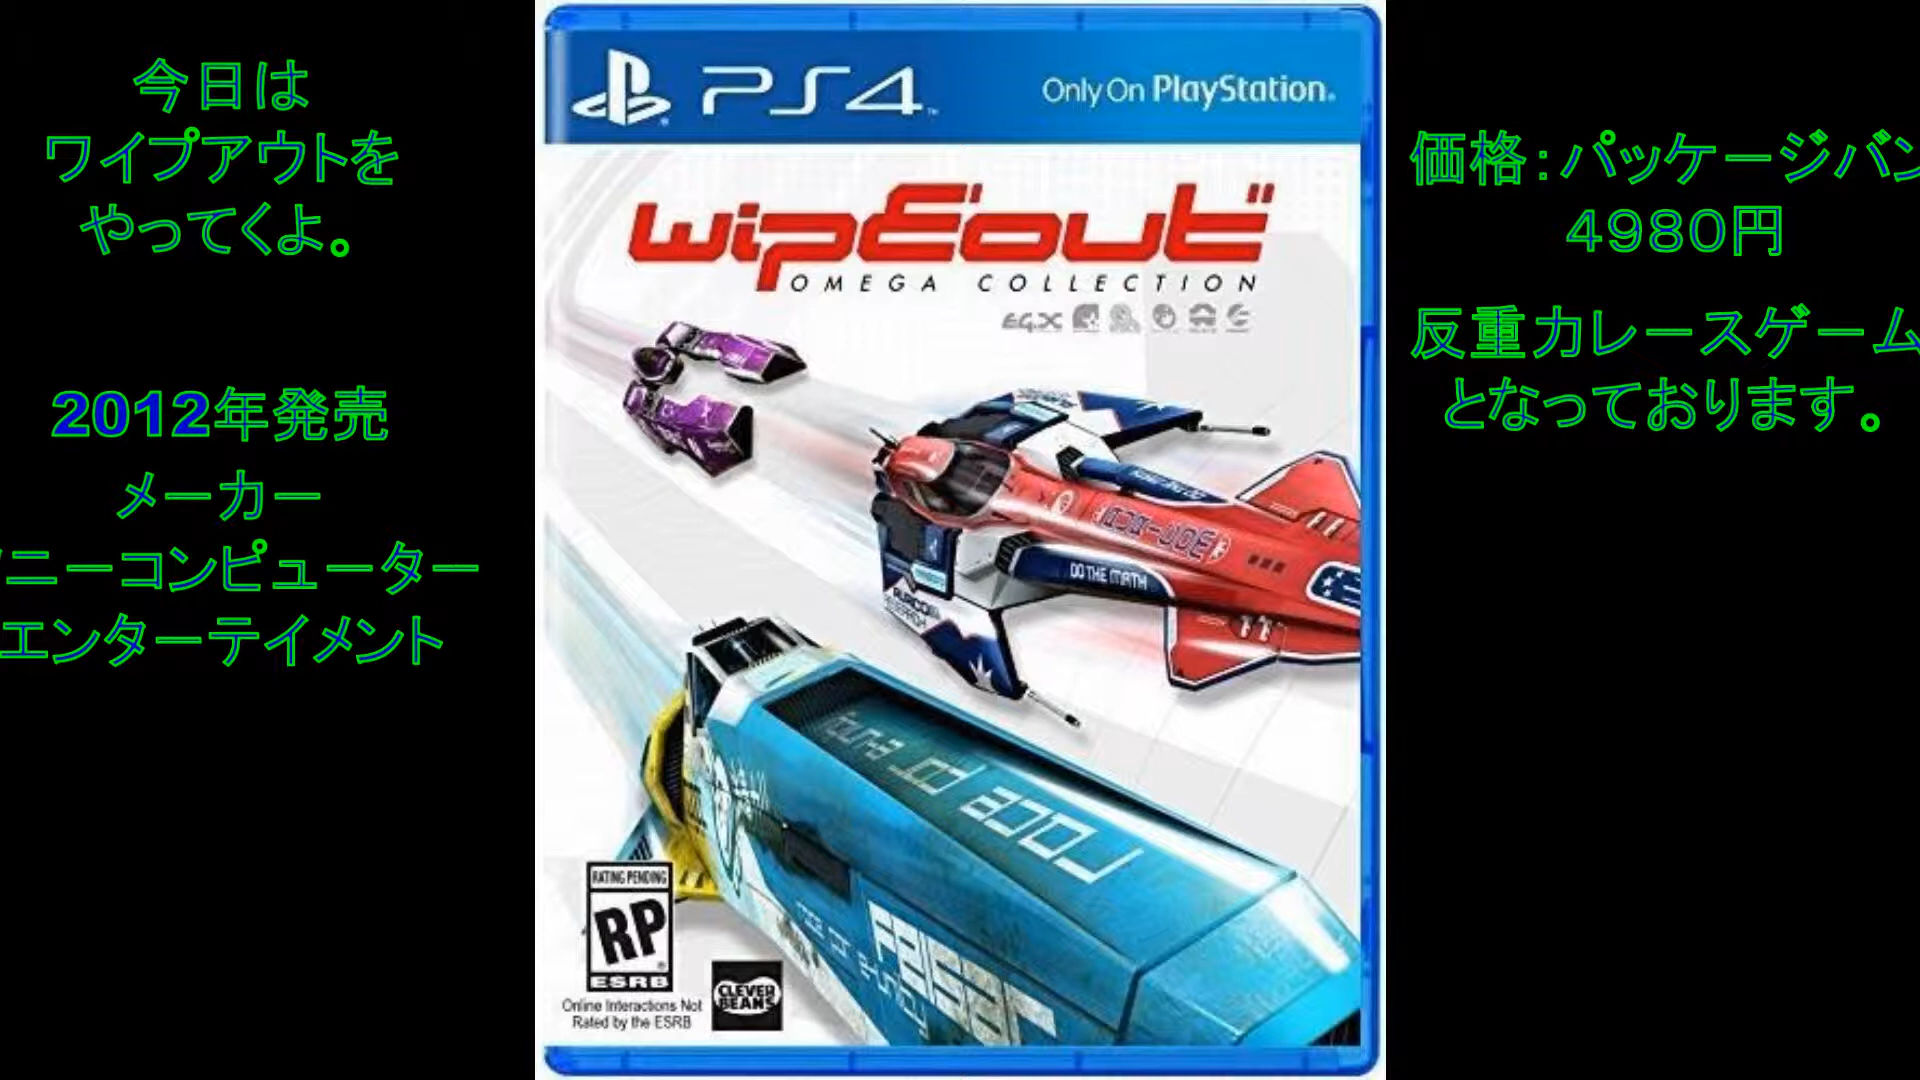 今日は
ワイプアウトを
やってくよ。
2012年発売
メーカー
ニーコンピューター
エンターテイメント
PS4
Only On PlayStation®
wipEout"
OMEGA COLLECTION
EGX
DO THE MATH
FEISAR
RATING PENDING
RP
ESRB
Online Interactions Not
Rated by the ESRB
CLEVER
BEANS
価格：パッケージバン
4980円
反重力レースゲーム
となっております。